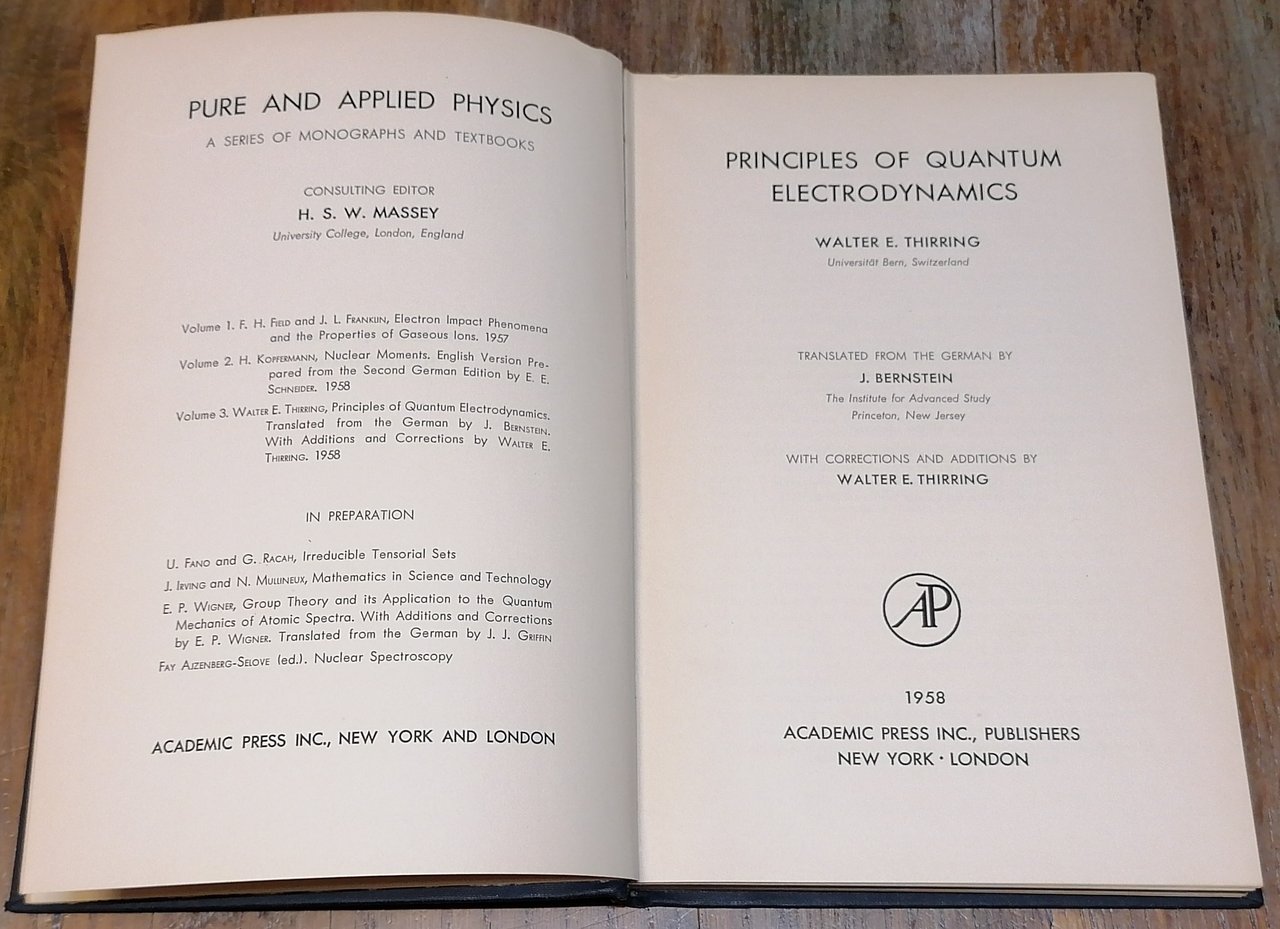 PURE AND APPLIED PHYSICS
A SERIES OF MONOGRAPHS AND TEXTBOOKS
CONSULTING EDITOR
H. S. W. MASSEY
University College, London, England
Volume 1. F. H. FIELD and J. L. FRANKLIN, Electron Impact Phenomena
and the Properties of Gaseous Ions. 1957
Volume 2. H. KOPFERMANN, Nuclear Moments. English Version Pre-
pared from the Second German Edition by E. E.
SCHNEIDER. 1958
Volume 3. WALTER E. THIRRING, Principles of Quantum Electrodynamics.
Translated from the German by J. BERNSTEIN.
With Additions and Corrections by WALTER E.
THIRRING. 1958
IN PREPARATION
U. FANO and G. RACAH, Irreducible Tensorial Sets
J. IRVING and N. MULLINEUX, Mathematics in Science and Technology
E. P. WIGNER, Group Theory and its Application to the Quantum
Mechanics of Atomic Spectra. With Additions and Corrections
by E. P. WIGNER. Translated from the German by J. J. GRIFFIN
FAY AJZENBERG-SELOVE (ed.). Nuclear Spectroscopy
ACADEMIC PRESS INC., NEW YORK AND LONDON
PRINCIPLES OF QUANTUM
ELECTRODYNAMICS
WALTER E. THIRRING
Universität Bern, Switzerland
TRANSLATED FROM THE GERMAN BY
J. BERNSTEIN
The Institute for Advanced Study
Princeton, New Jersey
WITH CORRECTIONS AND ADDITIONS BY
WALTER E. THIRRING
AP
1958
ACADEMIC PRESS INC., PUBLISHERS
NEW YORK • LONDON